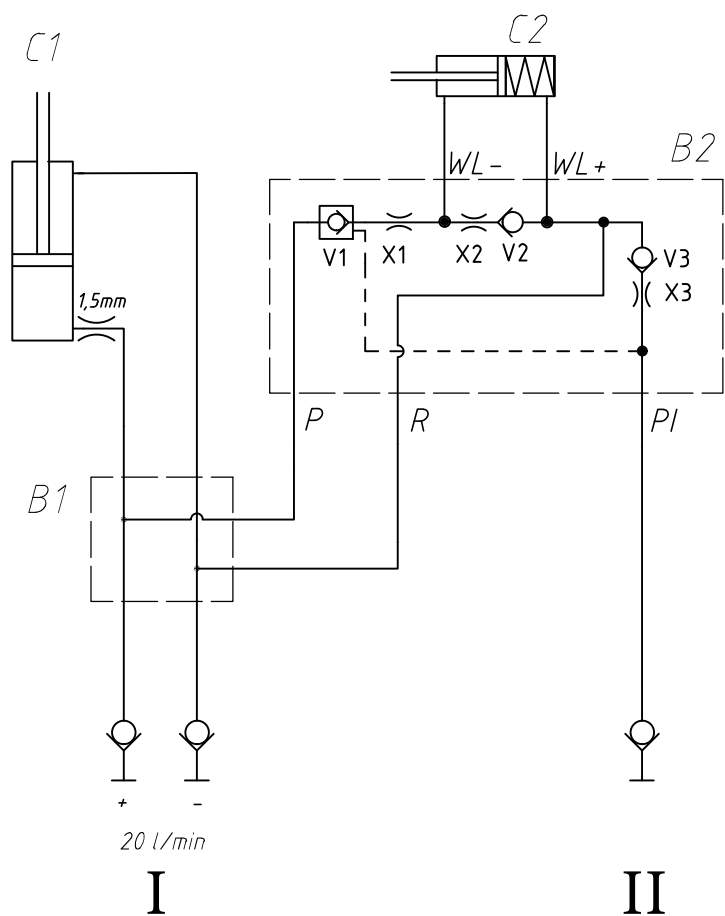 C1
C2
B2
WL-
WL+
V1
X1
X2
V2
V3
X3
1,5mm
P
R
PI
B1
+
-
20 l/min
I
II